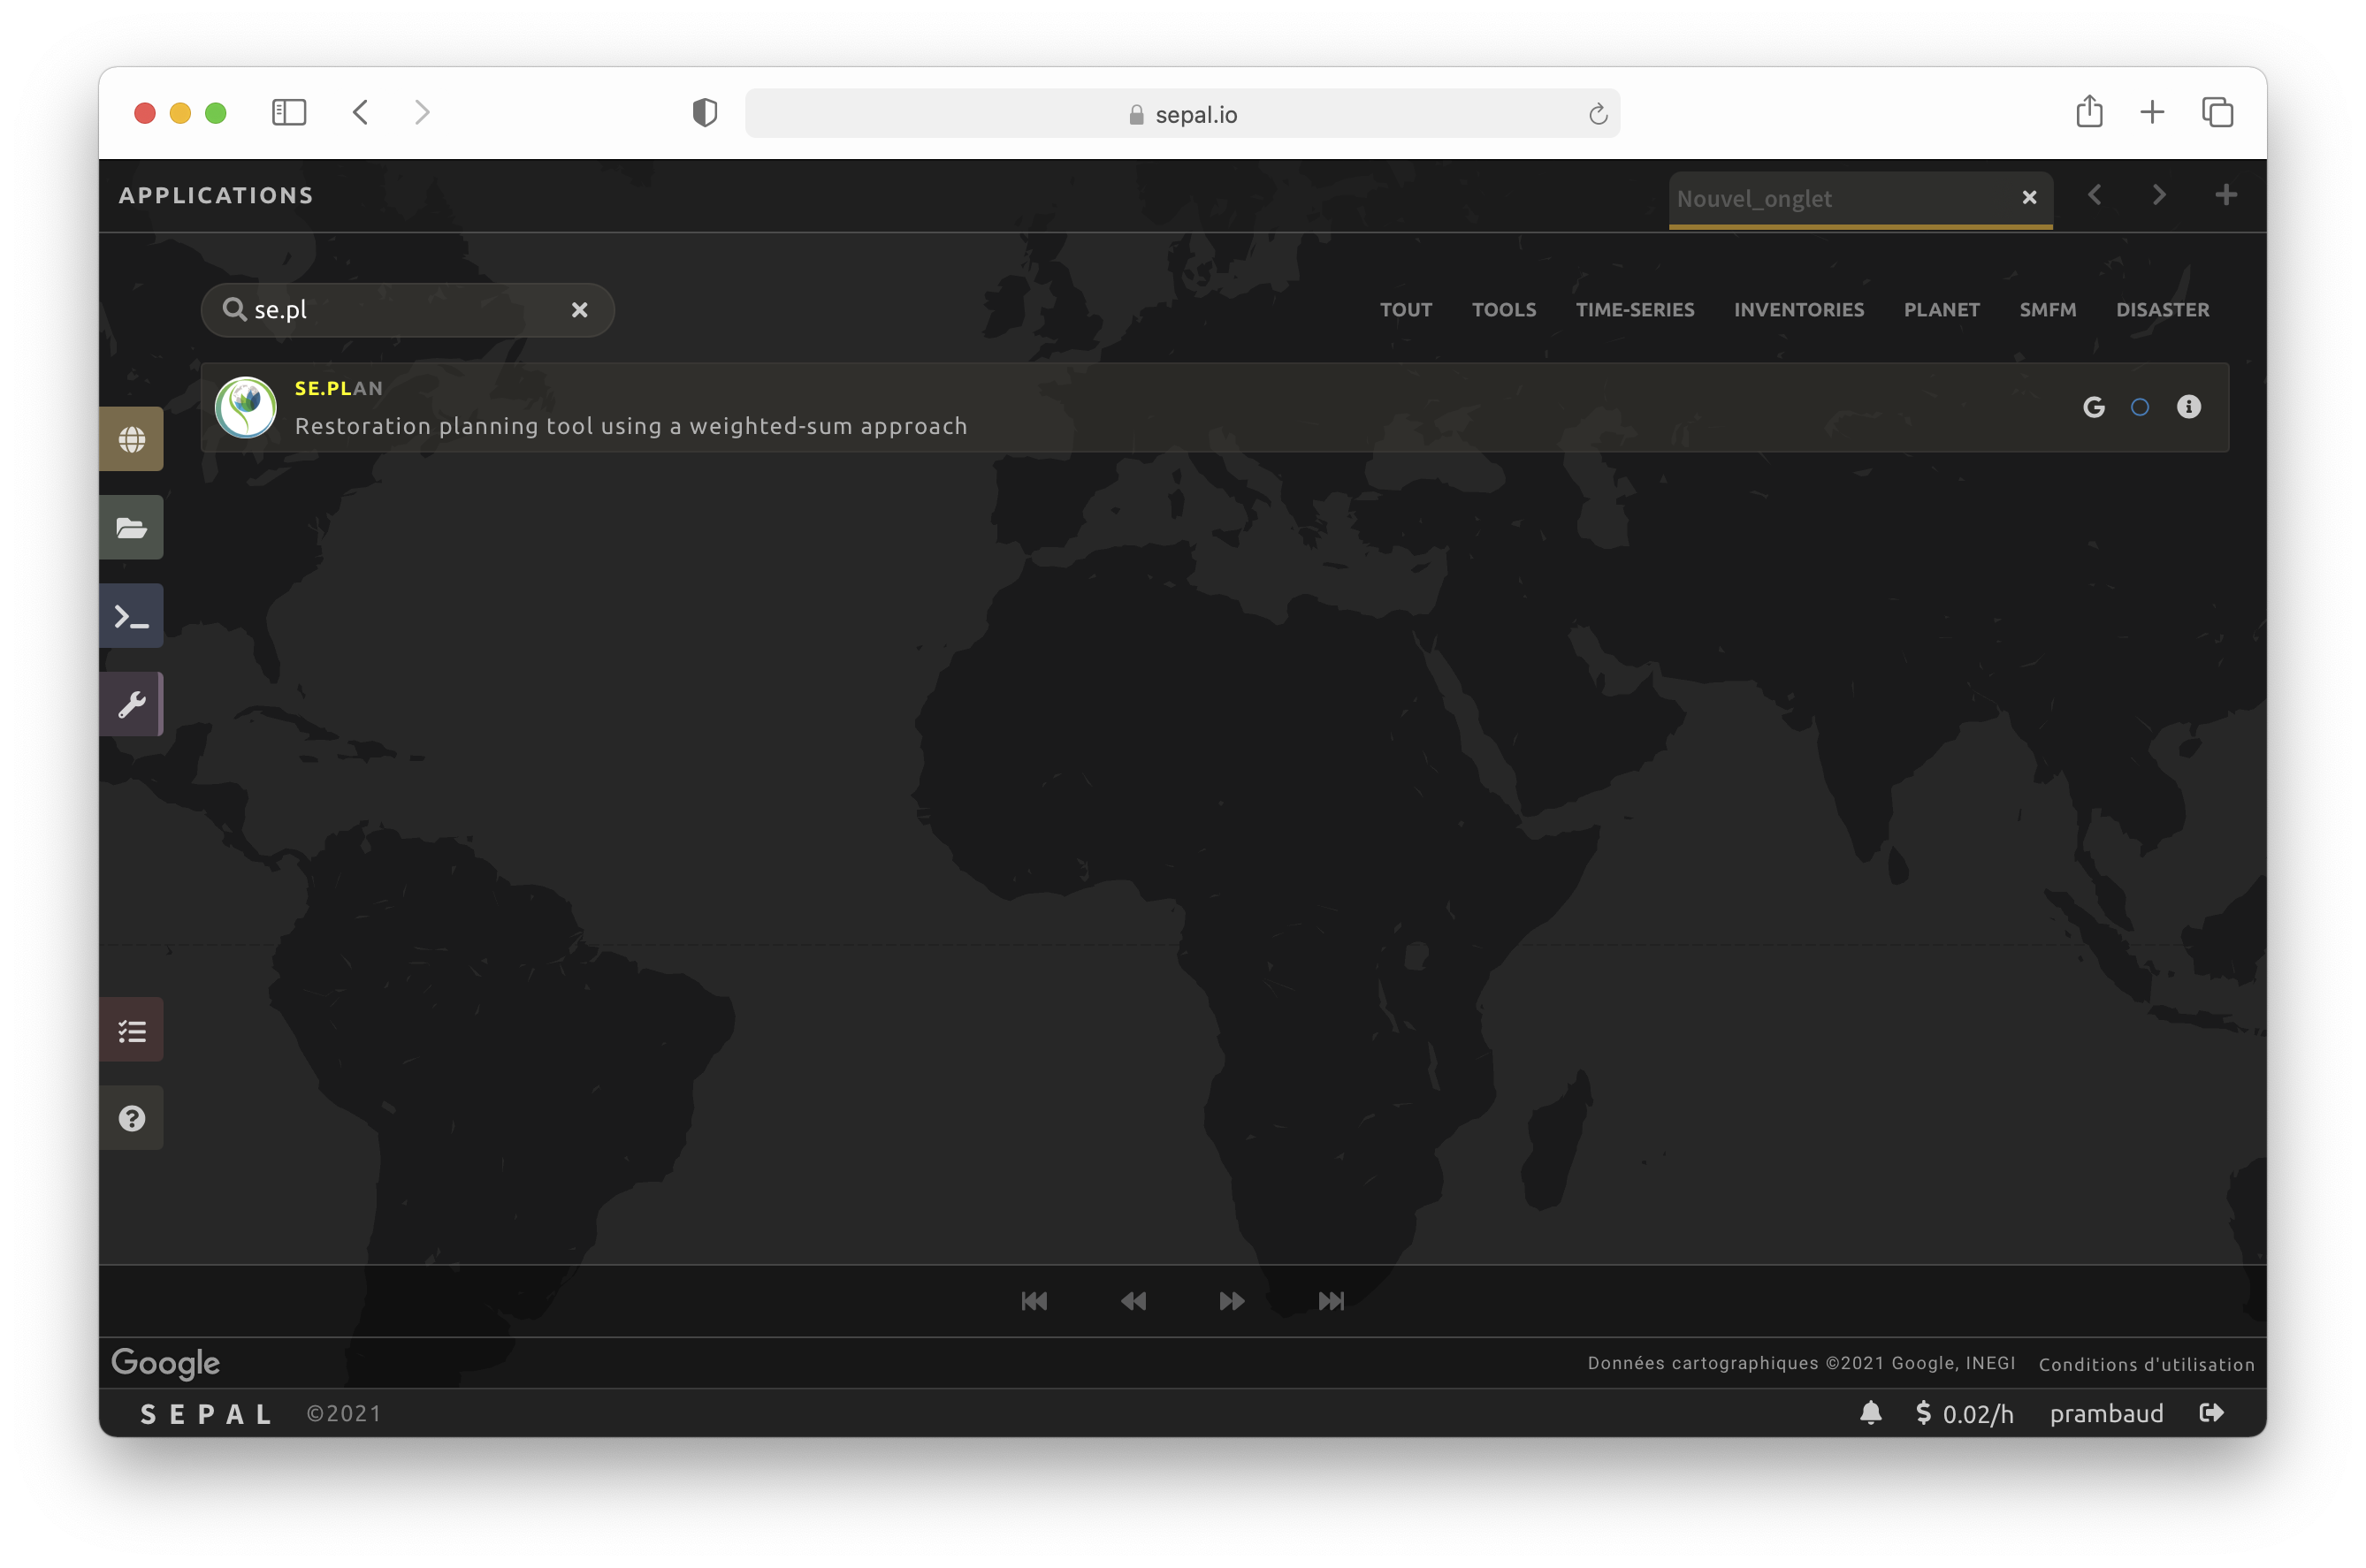 sepal.io
APPLICATIONS
Nouvel_onglet
se.pl
TOUT TOOLS TIME-SERIES INVENTORIES PLANET SMFM DISASTER
SE.PLAN
Restoration planning tool using a weighted-sum approach
Google
Données cartographiques ©2021 Google, INEGI Conditions d'utilisation
SEPAL ©2021
$ 0.02/h prambaud